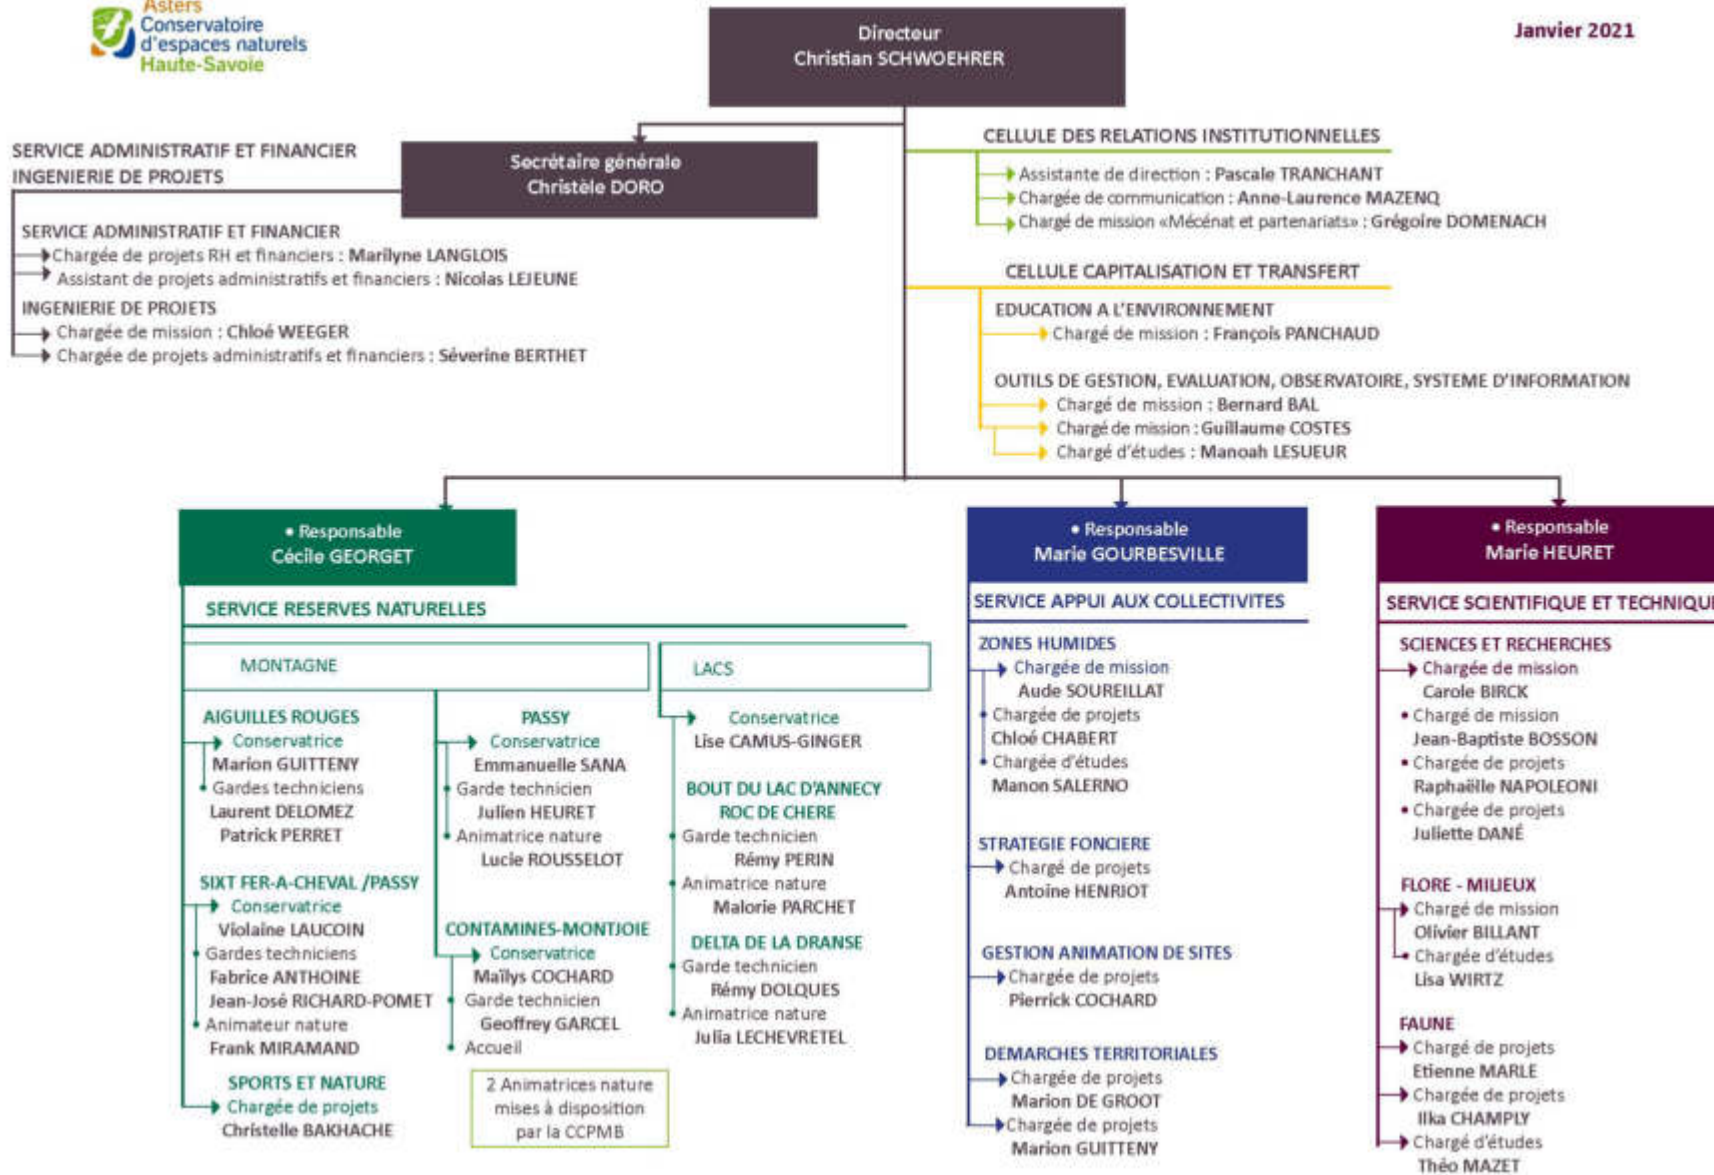 Asters
Conservatoire
d'espaces naturels
Haute-Savoie
Directeur
Christian SCHWOEHRER
Janvier 2021
SERVICE ADMINISTRATIF ET FINANCIER
INGENIERIE DE PROJETS
Secrétaire générale
Christèle DORO
SERVICE ADMINISTRATIF ET FINANCIER
Chargée de projets RH et financiers : Marilyne LANGLOIS
Assistant de projets administratifs et financiers : Nicolas LEJEUNE
INGENIERIE DE PROJETS
Chargée de mission : Chloé WEEGER
Chargée de projets administratifs et financiers : Séverine BERTHET
CELLULE DES RELATIONS INSTITUTIONNELLES
Assistante de direction : Pascale TRANCHANT
Chargée de communication : Anne-Laurence MAZENQ
Chargé de mission «Mécénat et partenariats» : Grégoire DOMENACH
CELLULE CAPITALISATION ET TRANSFERT
EDUCATION A L'ENVIRONNEMENT
Chargé de mission : François PANCHAUD
OUTILS DE GESTION, EVALUATION, OBSERVATOIRE, SYSTEME D'INFORMATION
Chargé de mission : Bernard BAL
Chargé de mission : Guillaume COSTES
Chargé d'études : Manoah LESUEUR
• Responsable
Cécile GEORGET
SERVICE RESERVES NATURELLES
MONTAGNE
AIGUILLES ROUGES
Conservatrice
Marion GUITTENY
• Gardes techniciens
Laurent DELOMEZ
Patrick PERRET
SIXT FER-A-CHEVAL /PASSY
Conservatrice
Violaine LAUCOIN
• Gardes techniciens
Fabrice ANTHOINE
Jean-José RICHARD-POMET
• Animateur nature
Frank MIRAMAND
SPORTS ET NATURE
Chargée de projets
Christelle BAKHACHE
PASSY
Conservatrice
Emmanuelle SANA
• Garde technicien
Julien HEURET
• Animatrice nature
Lucie ROUSSELOT
CONTAMINES-MONTJOIE
Conservatrice
Maïlys COCHARD
• Garde technicien
Geoffrey GARCEL
• Accueil
2 Animatrices nature
mises à disposition
par la CCPMB
LACS
Conservatrice
Lise CAMUS-GINGER
BOUT DU LAC D'ANNECY
ROC DE CHERE
• Garde technicien
Rémy PERIN
• Animatrice nature
Malorie PARCHET
DELTA DE LA DRANSE
• Garde technicien
Rémy DOLQUES
• Animatrice nature
Julia LECHEVRETEL
• Responsable
Marie GOURBESVILLE
SERVICE APPUI AUX COLLECTIVITES
ZONES HUMIDES
Chargée de mission
Aude SOUREILLAT
• Chargée de projets
Chloé CHABERT
• Chargée d'études
Manon SALERNO
STRATEGIE FONCIERE
Chargé de projets
Antoine HENRIOT
GESTION ANIMATION DE SITES
Chargée de projets
Pierrick COCHARD
DEMARCHES TERRITORIALES
Chargée de projets
Marion DE GROOT
Chargée de projets
Marion GUITTENY
• Responsable
Marie HEURET
SERVICE SCIENTIFIQUE ET TECHNIQUE
SCIENCES ET RECHERCHES
Chargée de mission
Carole BIRCK
• Chargé de mission
Jean-Baptiste BOSSON
• Chargée de projets
Raphaëlle NAPOLEONI
• Chargée de projets
Juliette DANÉ
FLORE - MILIEUX
Chargé de mission
Olivier BILLANT
• Chargée d'études
Lisa WIRTZ
FAUNE
Chargé de projets
Etienne MARLE
Chargée de projets
Ilka CHAMPLY
Chargé d'études
Théo MAZET